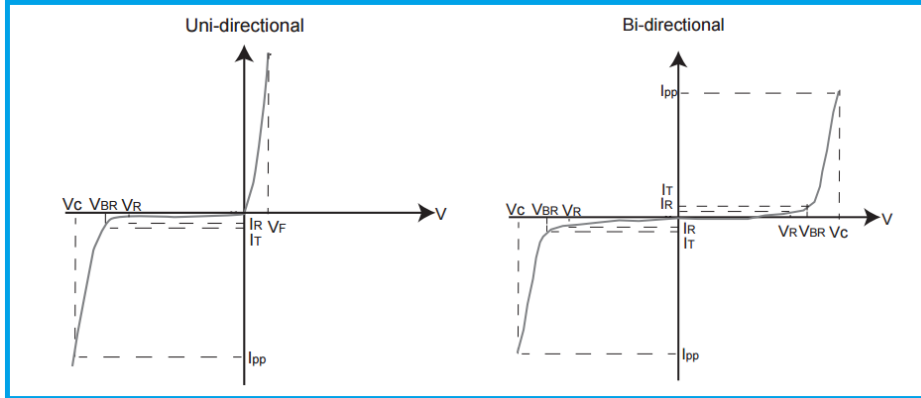 Uni-directional
Bi-directional
Vc VBR VR
V
IR VF
IT
Ipp
Ipp
IT
IR
Vc VBR VR
V
VR VBR Vc
IR
IT
Ipp